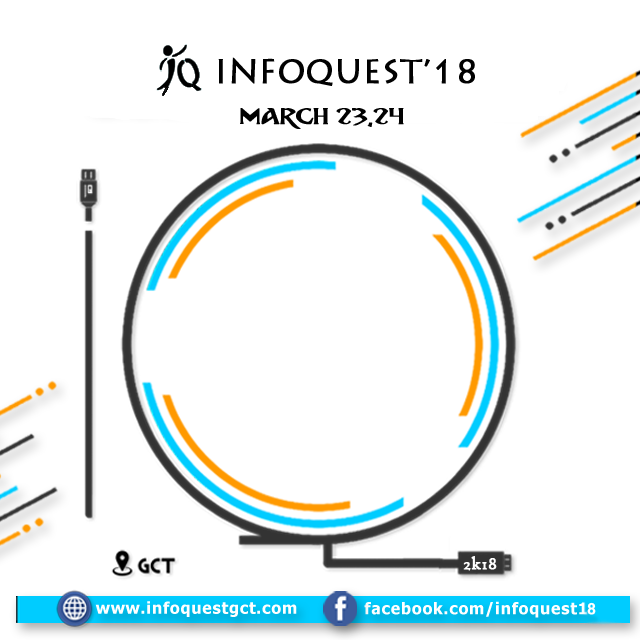 iQ INFOQUEST'18
MARCH 23,24
GCT
2k18
www.infoquestgct.com
facebook.com/infoquest18